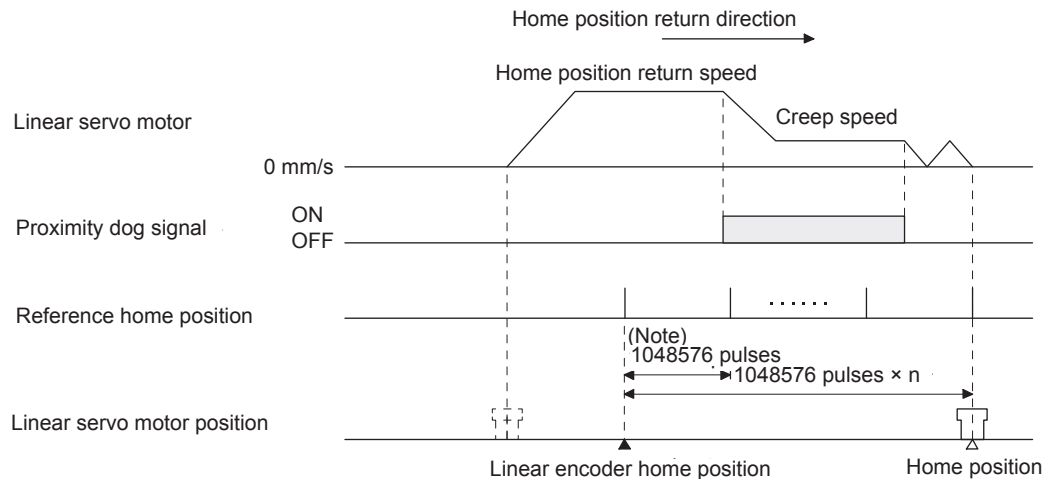 Home position return direction
Home position return speed
Linear servo motor
Creep speed
0 mm/s
Proximity dog signal
ON
OFF
Reference home position
......
(Note)
1048576 pulses
1048576 pulses × n
Linear servo motor position
Linear encoder home position
Home position